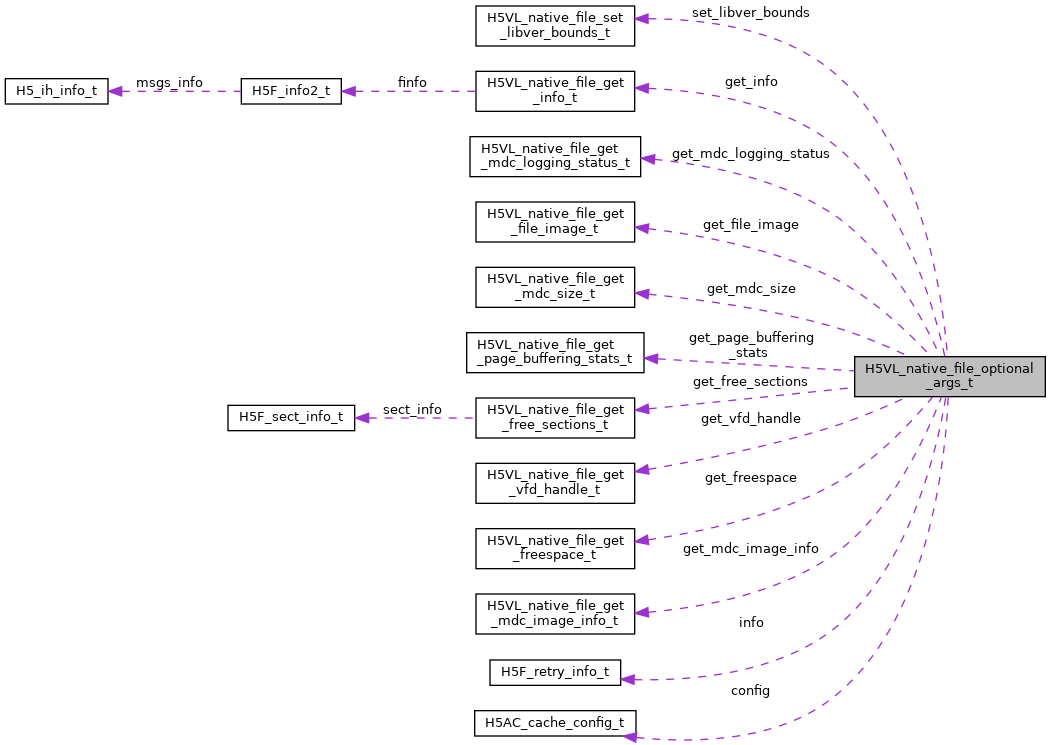 H5VL_native_file_set
_libver_bounds_t
set_libver_bounds
H5_ih_info_t
msgs_info
H5F_info2_t
finfo
H5VL_native_file_get
_info_t
get_info
H5VL_native_file_get
_mdc_logging_status_t
get_mdc_logging_status
H5VL_native_file_get
_file_image_t
get_file_image
H5VL_native_file_get
_mdc_size_t
get_mdc_size
H5VL_native_file_get
_page_buffering_stats_t
get_page_buffering
_stats
H5VL_native_file_optional
_args_t
H5F_sect_info_t
sect_info
H5VL_native_file_get
_free_sections_t
get_free_sections
H5VL_native_file_get
_vfd_handle_t
get_vfd_handle
H5VL_native_file_get
_freespace_t
get_freespace
H5VL_native_file_get
_mdc_image_info_t
get_mdc_image_info
H5F_retry_info_t
info
H5AC_cache_config_t
config